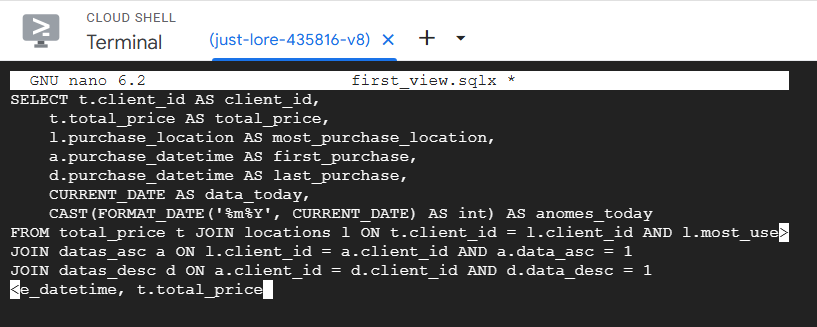 CLOUD SHELL
Terminal
(just-lore-435816-v8)
GNU nano 6.2 first_view.sqlx *
SELECT t.client_id AS client_id,
t.total_price AS total_price,
l.purchase_location AS most_purchase_location,
a.purchase_datetime AS first_purchase,
d.purchase_datetime AS last_purchase,
CURRENT_DATE AS data_today,
CAST(FORMAT_DATE('%m%Y', CURRENT_DATE) AS int) AS anomes_today
FROM total_price t JOIN locations l ON t.client_id = l.client_id AND l.most_use>
JOIN datas_asc a ON l.client_id = a.client_id AND a.data_asc = 1
JOIN datas_desc d ON a.client_id = d.client_id AND d.data_desc = 1
<e_datetime, t.total_price